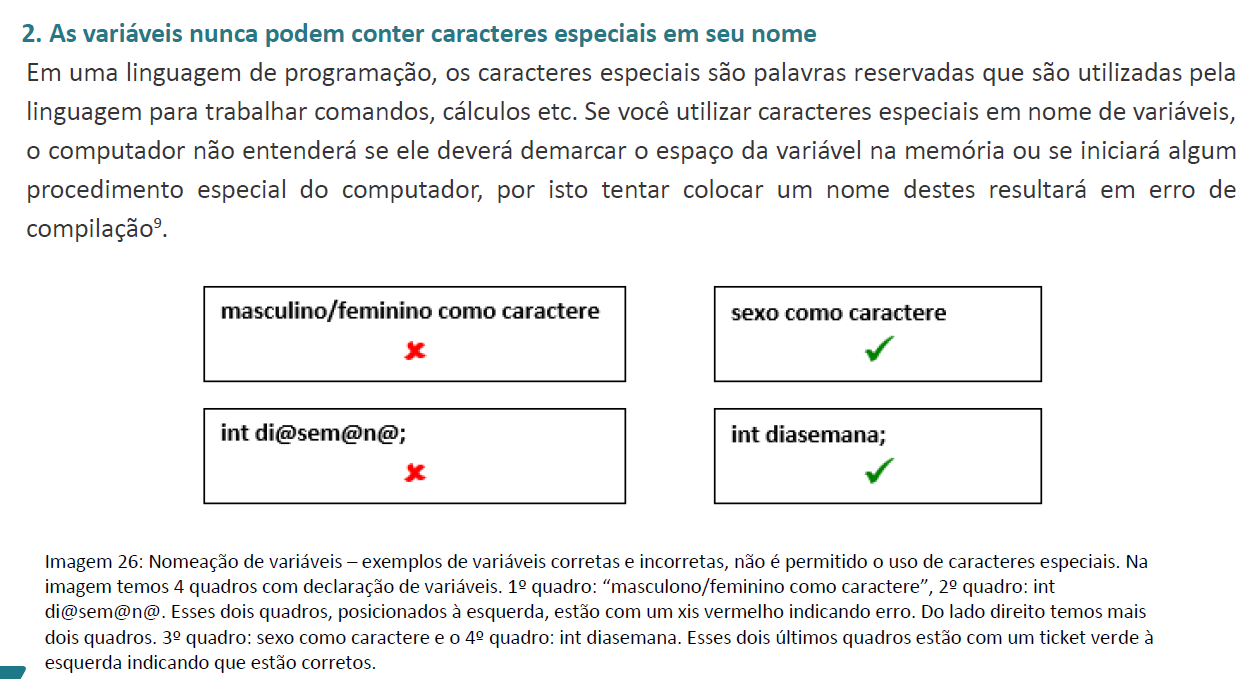 2. As variáveis nunca podem conter caracteres especiais em seu nome
Em uma linguagem de programação, os caracteres especiais são palavras reservadas que são utilizadas pela
linguagem para trabalhar comandos, cálculos etc. Se você utilizar caracteres especiais em nome de variáveis,
o computador não entenderá se ele deverá demarcar o espaço da variável na memória ou se iniciará algum
procedimento especial do computador, por isto tentar colocar um nome destes resultará em erro de
compilação⁹.
masculino/feminino como caractere
sexo como caractere
int di@sem@n@;
int diasemana;
Imagem 26: Nomeação de variáveis – exemplos de variáveis corretas e incorretas, não é permitido o uso de caracteres especiais. Na
imagem temos 4 quadros com declaração de variáveis. 1º quadro: “masculono/feminino como caractere”, 2º quadro: int
di@sem@n@. Esses dois quadros, posicionados à esquerda, estão com um xis vermelho indicando erro. Do lado direito temos mais
dois quadros. 3º quadro: sexo como caractere e o 4º quadro: int diasemana. Esses dois últimos quadros estão com um ticket verde à
esquerda indicando que estão corretos.